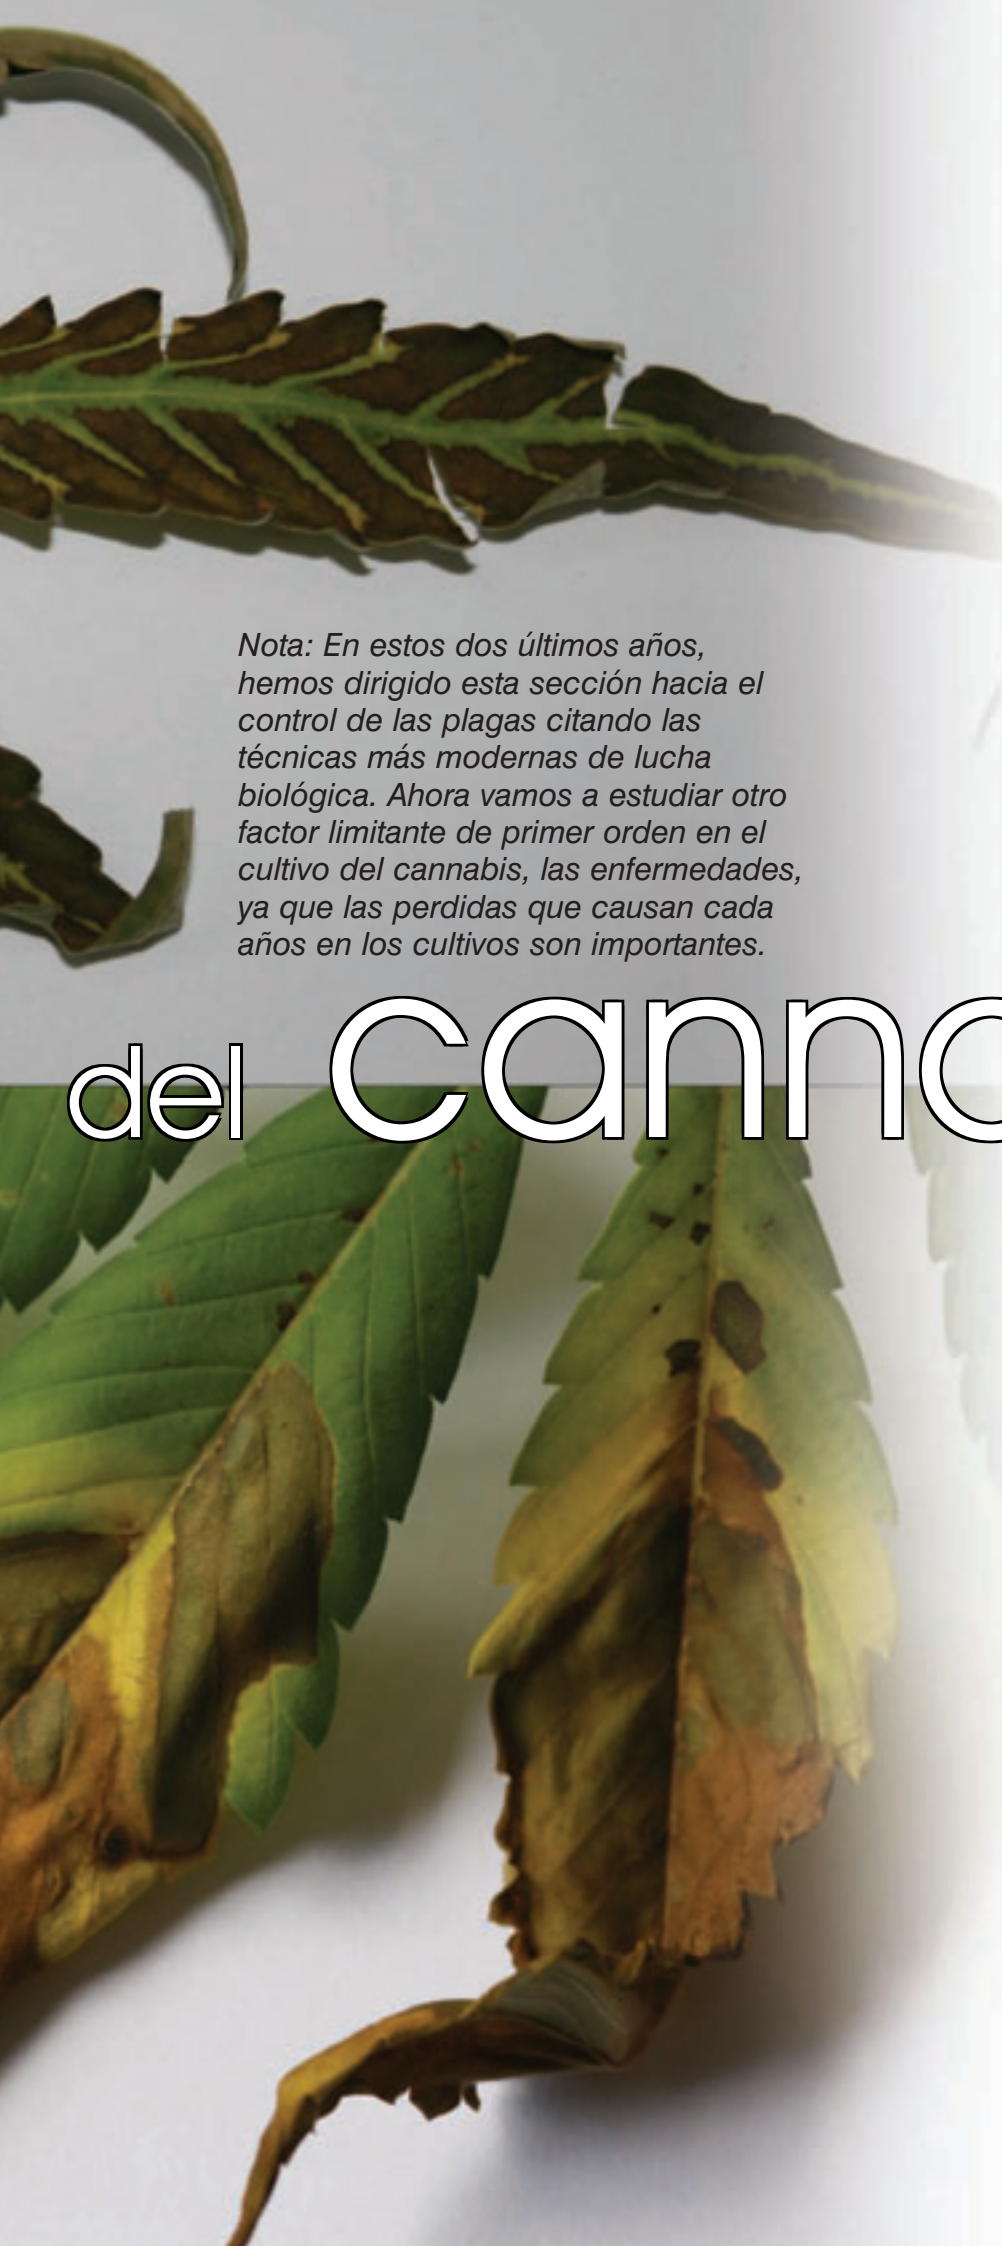 Nota: En estos dos últimos años,
hemos dirigido esta sección hacia el
control de las plagas citando las
técnicas más modernas de lucha
biológica. Ahora vamos a estudiar otro
factor limitante de primer orden en el
cultivo del cannabis, las enfermedades,
ya que las perdidas que causan cada
años en los cultivos son importantes.
del